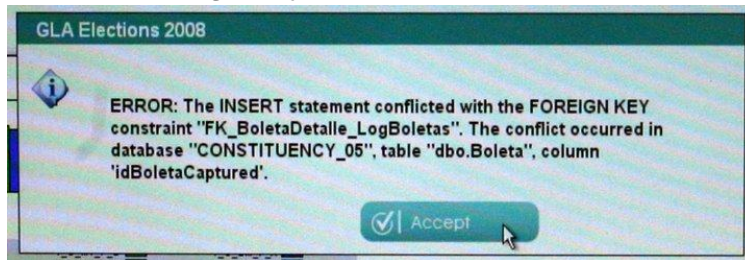 GLA Elections 2008
ERROR: The INSERT statement conflicted with the FOREIGN KEY
constraint "FK_BoletaDetalle_LogBoletas". The conflict occurred in
database "CONSTITUENCY_05", table "dbo.Boleta", column
'idBoletaCaptured'.
Accept